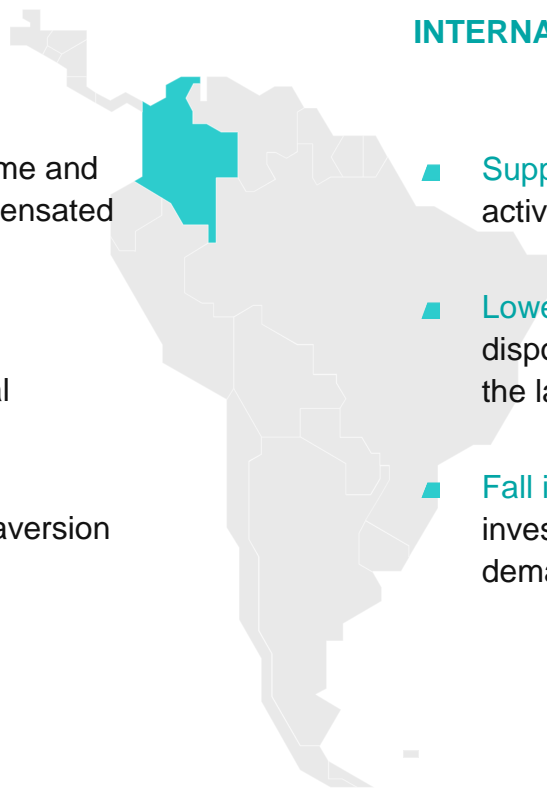 INTERNA
me and
ensated
al
aversion
Supp
activ
Lowe
dispo
the la
Fall i
inves
dema